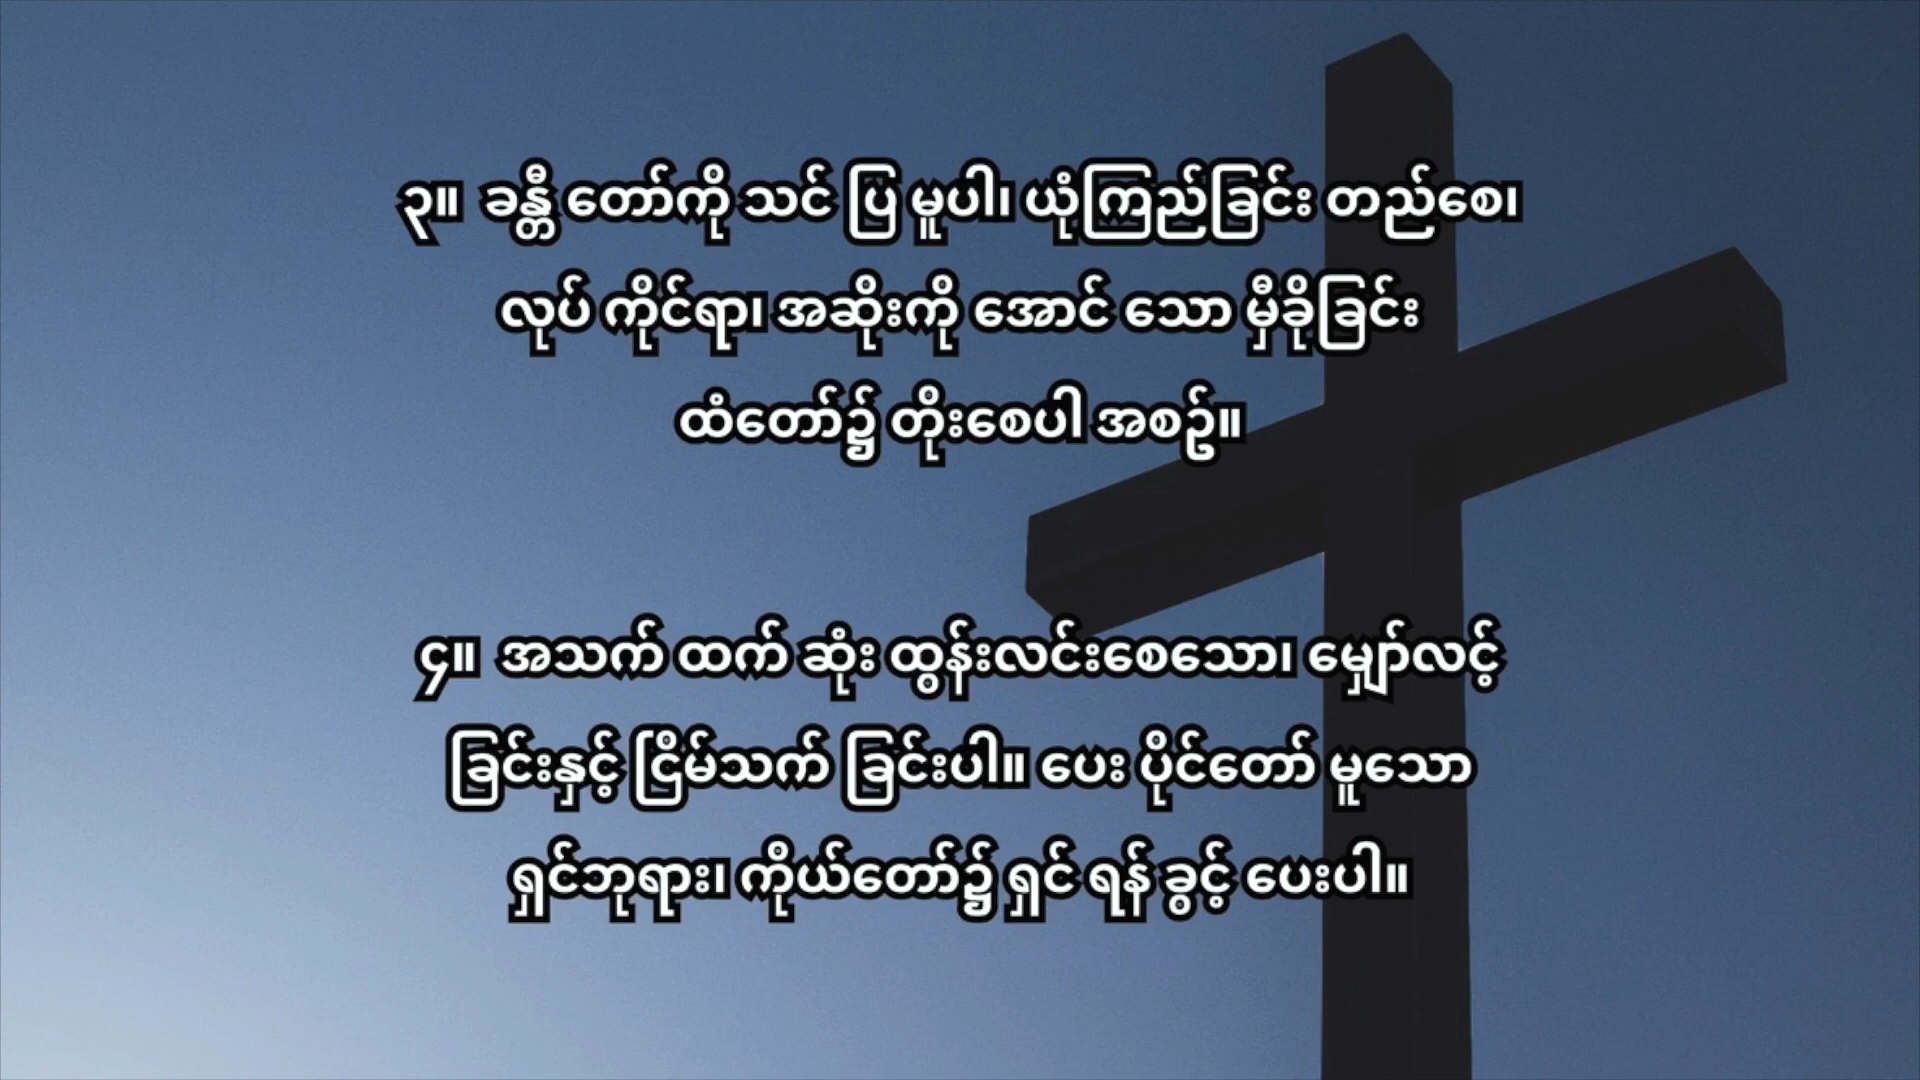 ၃။ ခန္တီ တော်ကို သင် ပြ မူပါ၊ ယုံကြည်ခြင်း တည်စေ၊
လုပ် ကိုင်ရာ၊ အဆိုးကို အောင် သော မှီခိုခြင်း
ထံတော်၌ တိုးစေပါ အစဉ်။
၄။ အသက် ထက် ဆုံး ထွန်းလင်းစေသော၊ မျှော်လင့်
ခြင်းနှင့် ငြိမ်သက် ခြင်းပါ။ ပေး ပိုင်တော် မူသော
ရှင်ဘုရား၊ ကိုယ်တော်၌ ရှင် ရန် ခွင့် ပေးပါ။